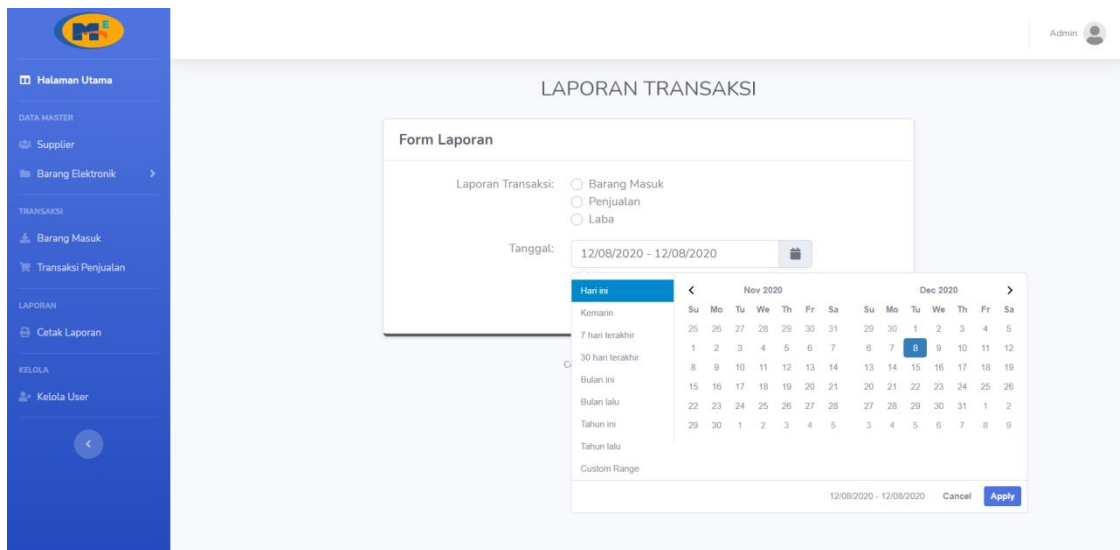 ME
Admin
Halaman Utama
DATA MASTER
Supplier
Barang Elektronik
TRANSAKSI
Barang Masuk
Transaksi Penjualan
LAPORAN
Cetak Laporan
KELOLA
Kelola User
LAPORAN TRANSAKSI
Form Laporan
Laporan Transaksi:
Barang Masuk
Penjualan
Laba
Tanggal:
12/08/2020 - 12/08/2020
Hari ini
Kemarin
7 hari terakhir
30 hari terakhir
Bulan ini
Bulan lalu
Tahun ini
Tahun lalu
Custom Range
Nov 2020
Su Mo Tu We Th Fr Sa
25 26 27 28 29 30 31
1 2 3 4 5 6 7
8 9 10 11 12 13 14
15 16 17 18 19 20 21
22 23 24 25 26 27 28
29 30 1 2 3 4 5
Dec 2020
Su Mo Tu We Th Fr Sa
29 30 1 2 3 4 5
6 7 8 9 10 11 12
13 14 15 16 17 18 19
20 21 22 23 24 25 26
27 28 29 30 31 1 2
3 4 5 6 7 8 9
12/08/2020 - 12/08/2020 Cancel Apply